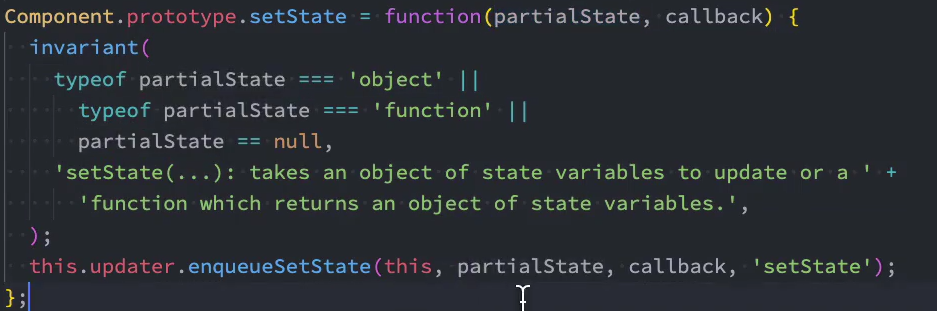 Component.prototype.setState = function(partialState, callback) {
  invariant(
    typeof partialState === 'object' ||
      typeof partialState === 'function' ||
      partialState == null,
    'setState(...): takes an object of state variables to update or a ' +
      'function which returns an object of state variables.',
  );
  this.updater.enqueueSetState(this, partialState, callback, 'setState');
};